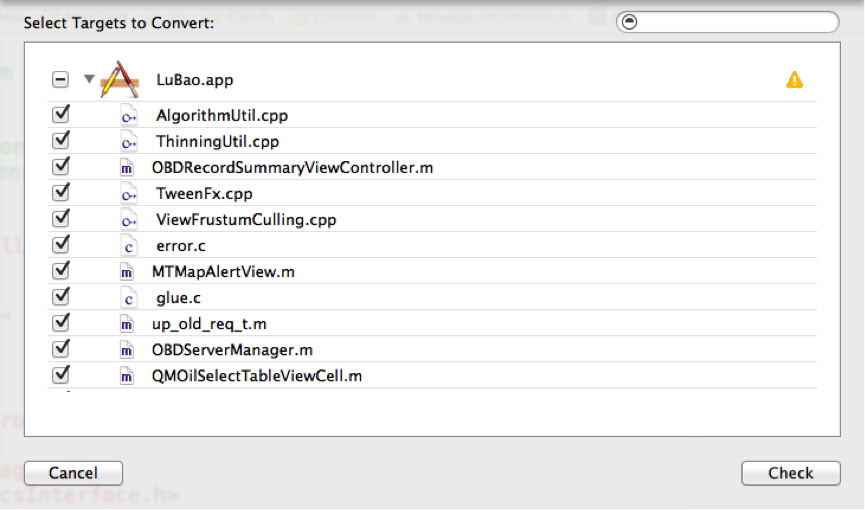 Select Targets to Convert:
LuBao.app
C++ AlgorithmUtil.cpp
C++ ThinningUtil.cpp
m OBDRecordSummaryViewController.m
C++ TweenFx.cpp
C++ ViewFrustumCulling.cpp
c error.c
m MTMapAlertView.m
c glue.c
m up_old_req_t.m
m OBDServerManager.m
m QMOilSelectTableViewCell.m
Cancel
Check
csInterface.h>